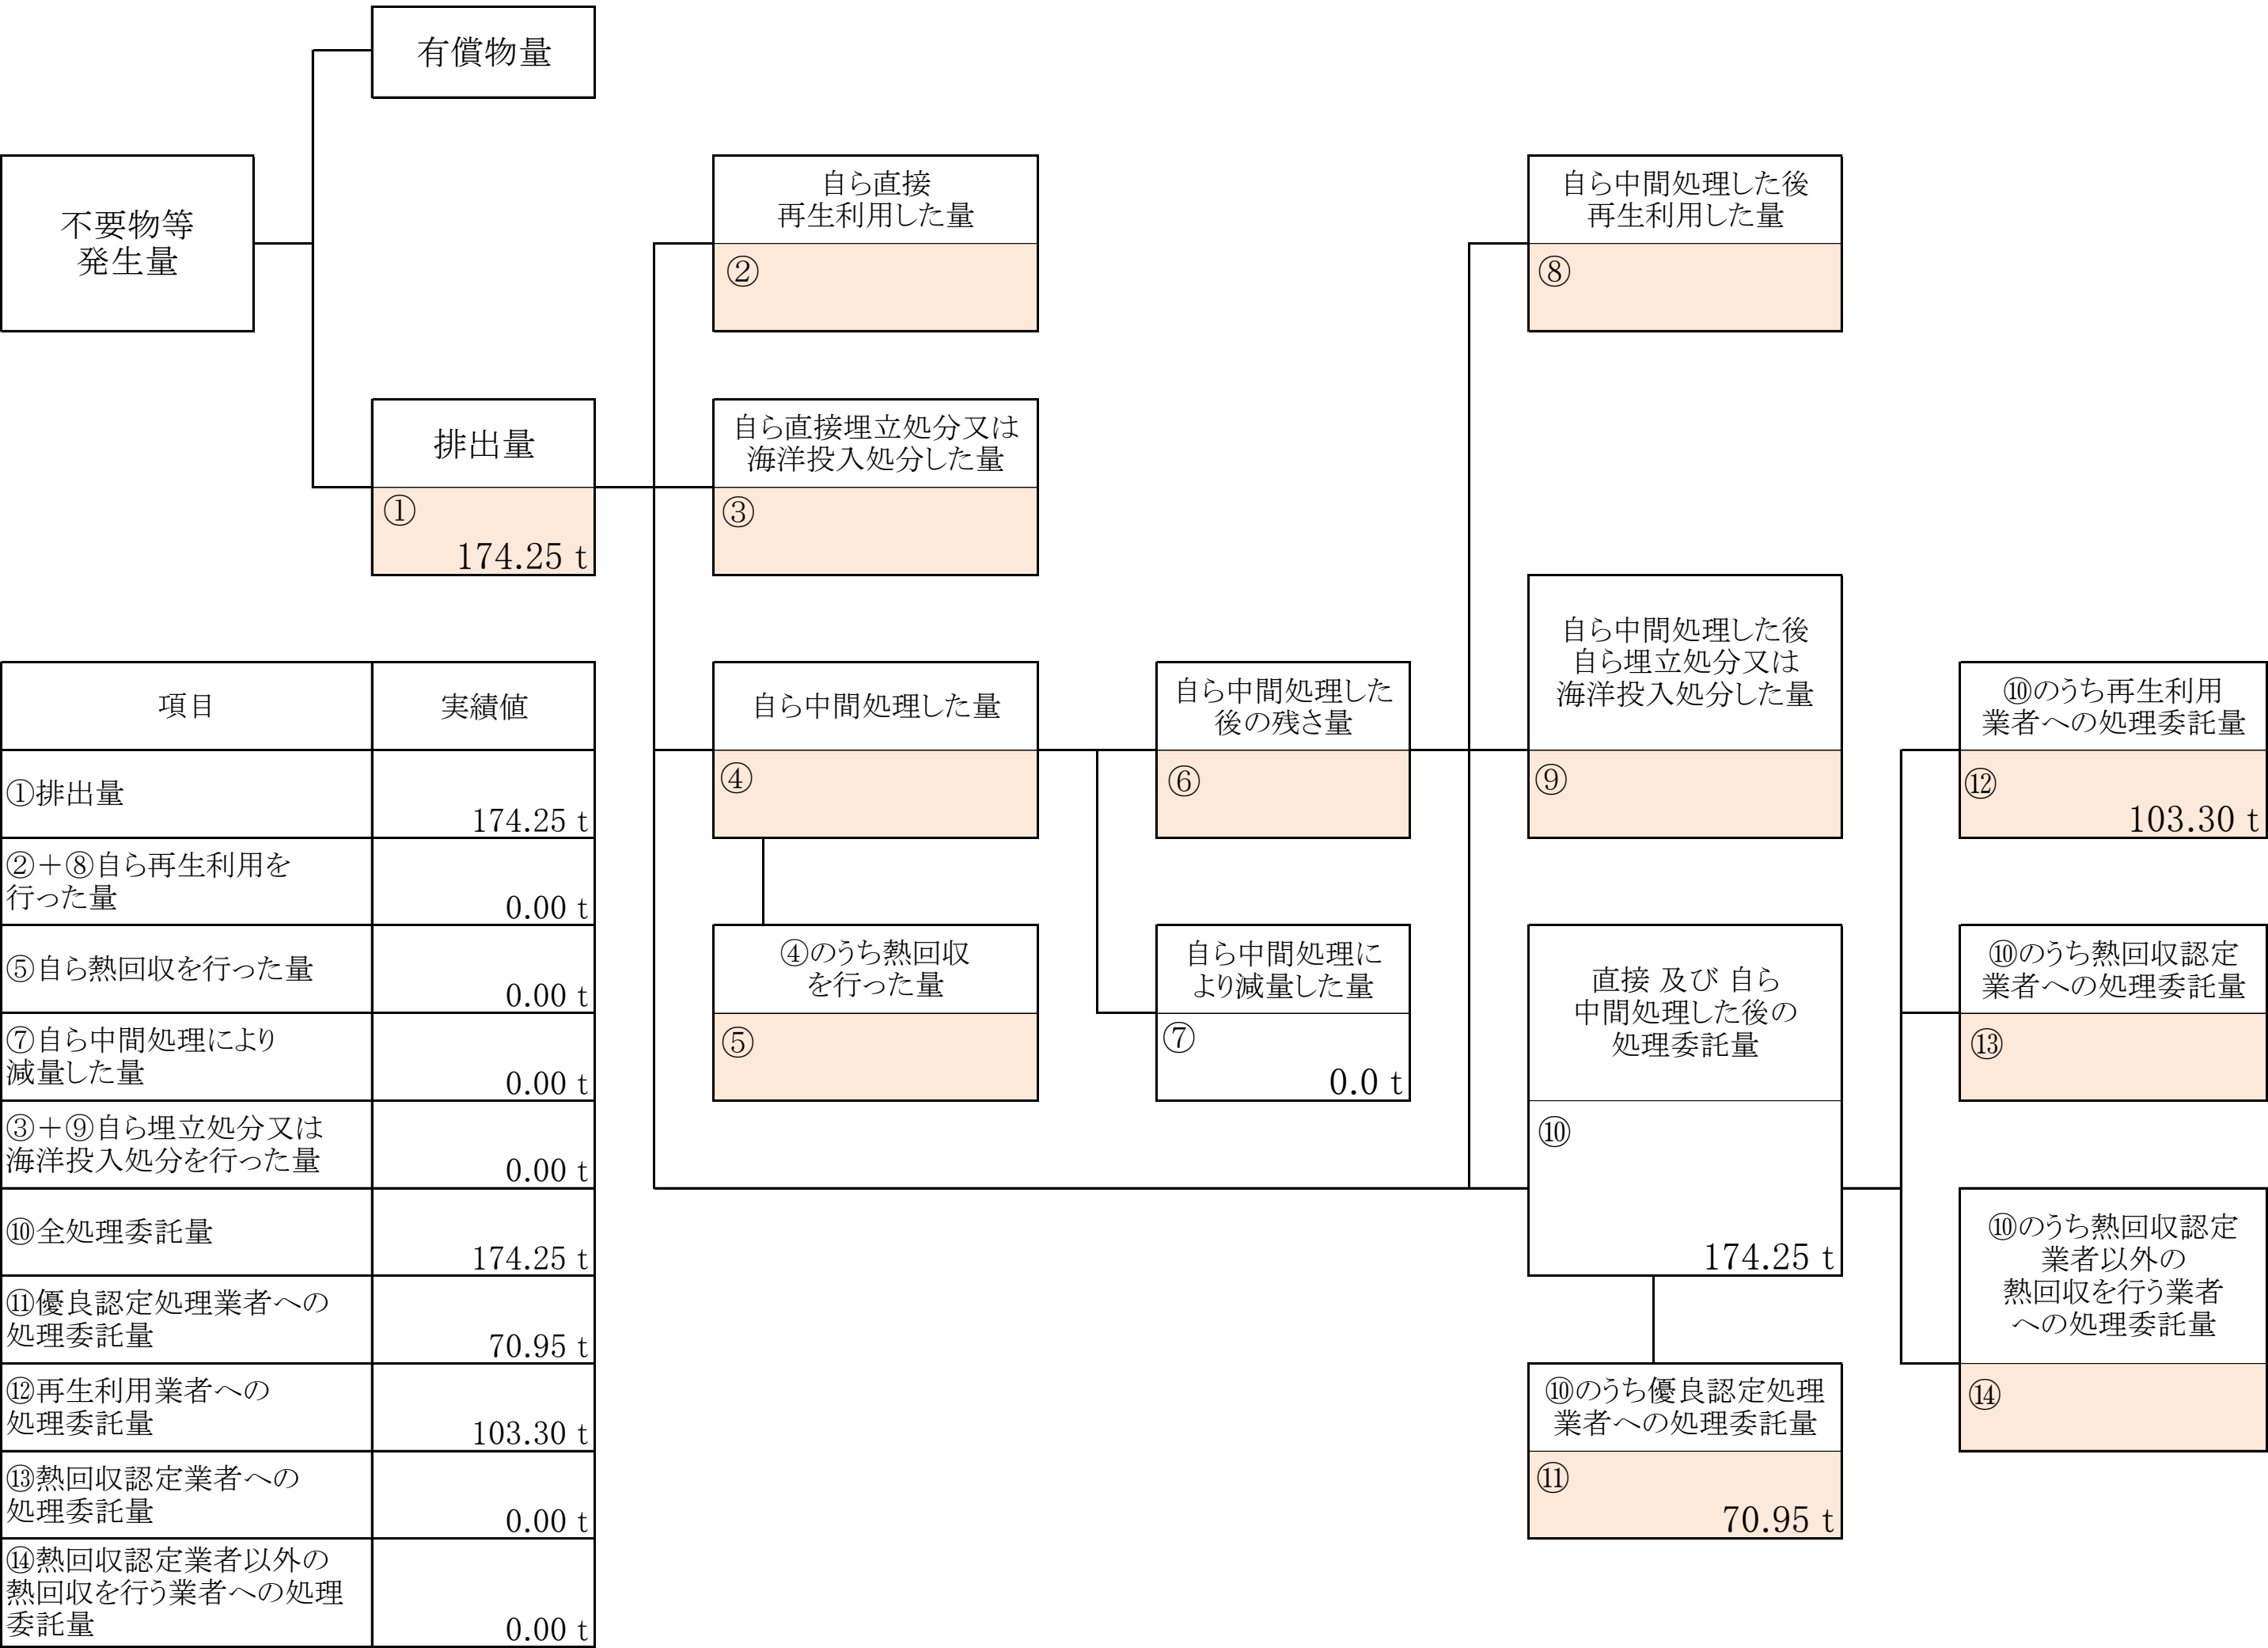 有償物量
不要物等
発生量
自ら直接
再生利用した量
②
自ら中間処理した後
再生利用した量
⑧
排出量
①
174.25 t
自ら直接埋立処分又は
海洋投入処分した量
③
自ら中間処理した量
④
自ら中間処理した
後の残さ量
⑥
自ら中間処理した後
自ら埋立処分又は
海洋投入処分した量
⑨
⑩のうち再生利用
業者への処理委託量
⑫
103.30 t
④のうち熱回収
を行った量
⑤
自ら中間処理に
より減量した量
⑦
0.0 t
直接 及び 自ら
中間処理した後の
処理委託量
⑩
174.25 t
⑩のうち熱回収認定
業者への処理委託量
⑬
⑩のうち熱回収認定
業者以外の
熱回収を行う業者
への処理委託量
⑭
⑩のうち優良認定処理
業者への処理委託量
⑪
70.95 t
項目 実績値
①排出量
174.25 t
②＋⑧自ら再生利用を
行った量
0.00 t
⑤自ら熱回収を行った量
0.00 t
⑦自ら中間処理により
減量した量
0.00 t
③＋⑨自ら埋立処分又は
海洋投入処分を行った量
0.00 t
⑩全処理委託量
174.25 t
⑪優良認定処理業者への
処理委託量
70.95 t
⑫再生利用業者への
処理委託量
103.30 t
⑬熱回収認定業者への
処理委託量
0.00 t
⑭熱回収認定業者以外の
熱回収を行う業者への処理
委託量
0.00 t